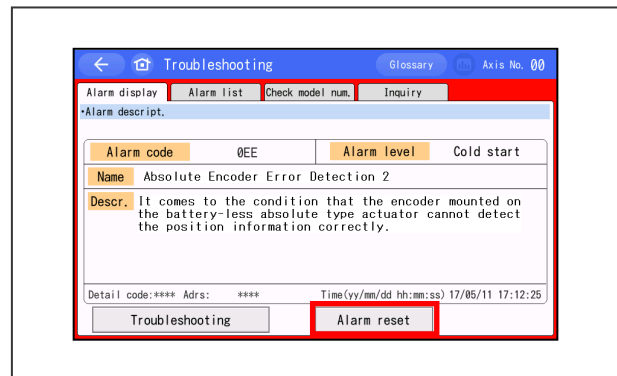 Troubleshooting Glossary Axis No. 00
Alarm display Alarm list Check model num. Inquiry
•Alarm descript.
Alarm code 0EE Alarm level Cold start
Name Absolute Encoder Error Detection 2
Descr. It comes to the condition that the encoder mounted on
the battery-less absolute type actuator cannot detect
the position information correctly.
Detail code:**** Adrs: **** Time(yy/mm/dd hh:mm:ss) 17/05/11 17:12:25
Troubleshooting Alarm reset